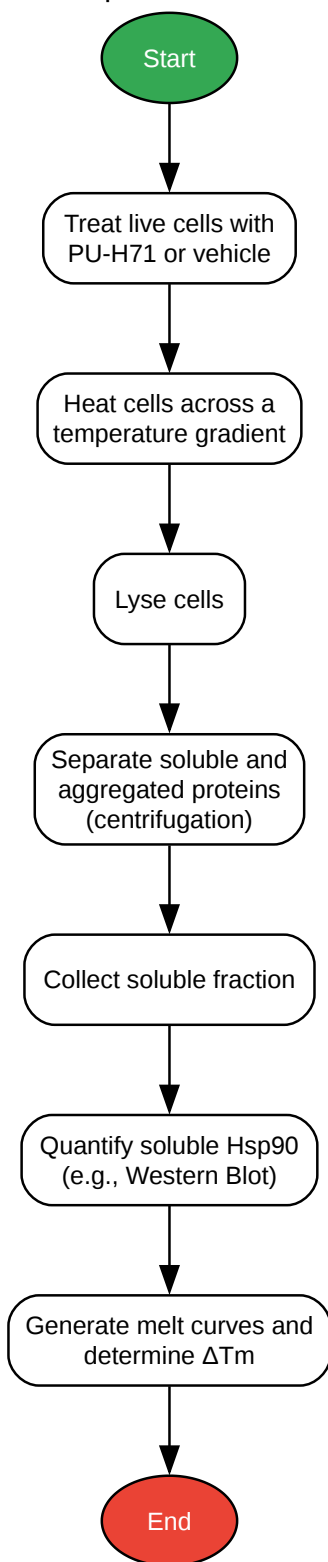 Start
Treat live cells with
PU-H71 or vehicle
Heat cells across a
temperature gradient
Lyse cells
Separate soluble and
aggregated proteins
(centrifugation)
Collect soluble fraction
Quantify soluble Hsp90
(e.g., Western Blot)
Generate melt curves and
determine ΔTm
End